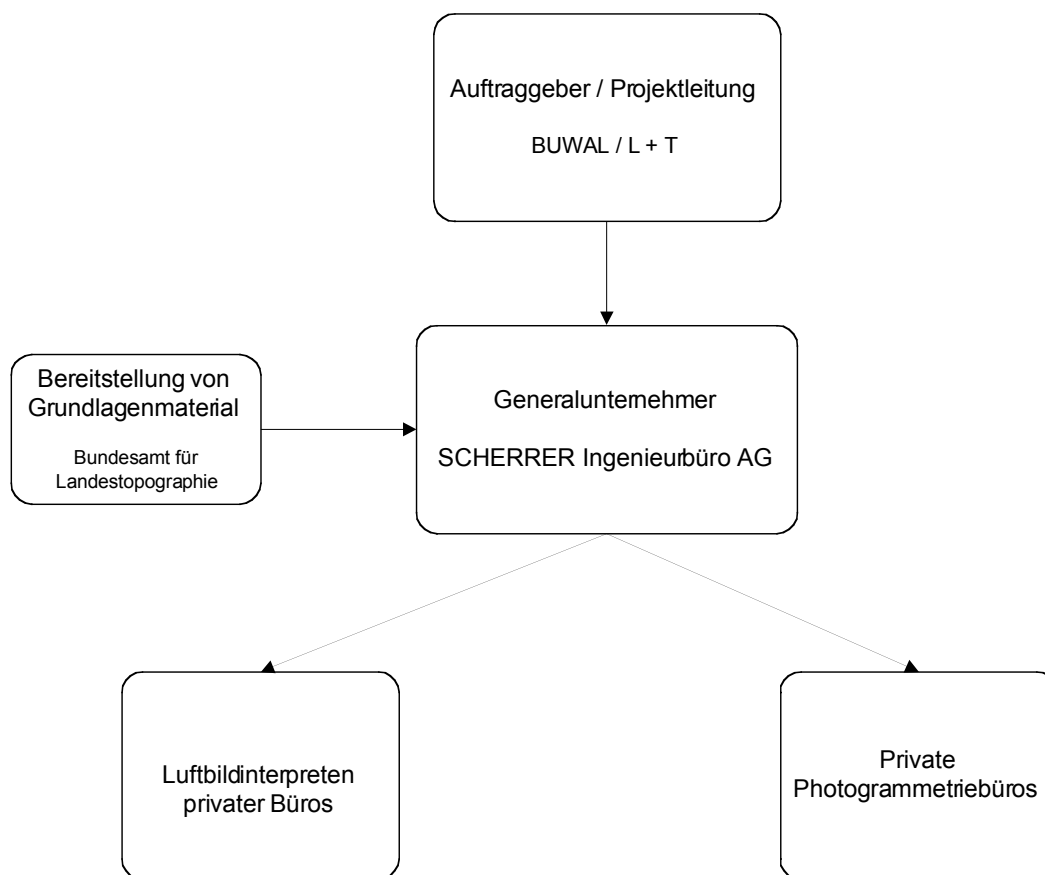 Auftraggeber / Projektleitung
BUWAL / L + T
Bereitstellung von
Grundlagenmaterial
Bundesamt für
Landestopographie
Generalunternehmer
SCHERRER Ingenieurbüro AG
Luftbildinterpreten
privater Büros
Private
Photogrammetriebüros